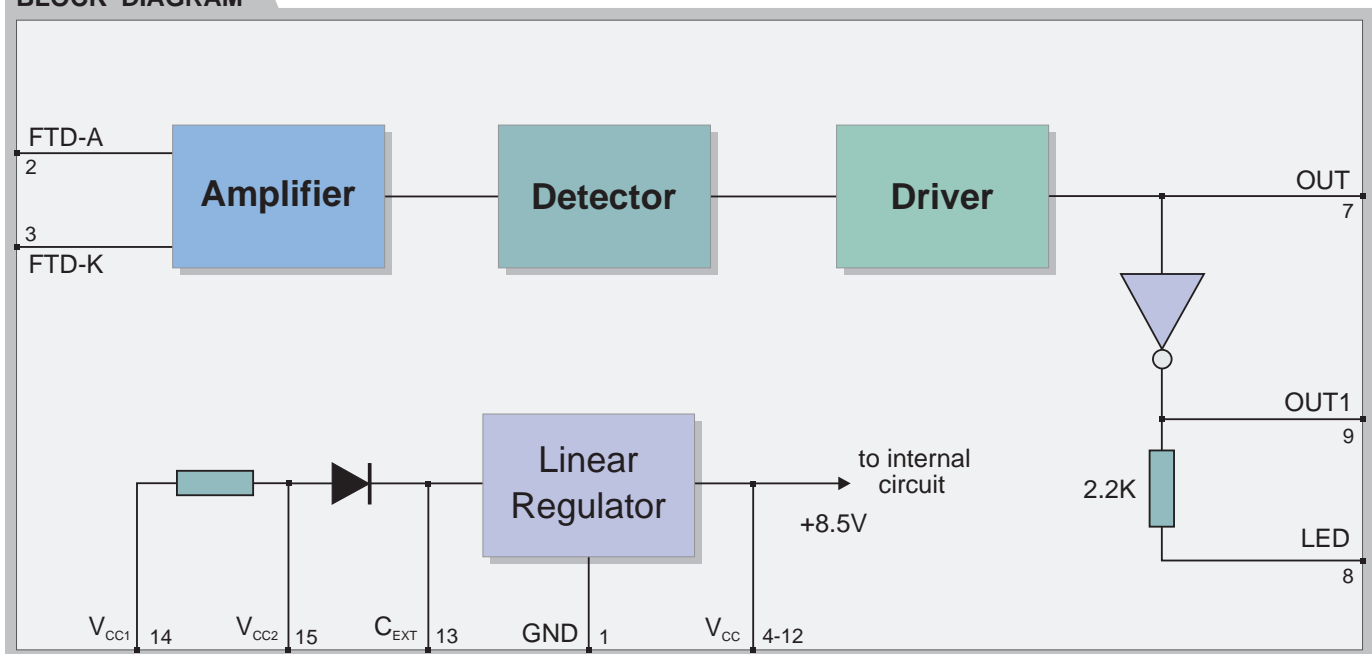 BLOCK DIAGRAM
FTD-A
2
3
FTD-K
Amplifier
Detector
Driver
OUT
7
OUT1
9
2.2K
LED
8
Linear
Regulator
to internal
circuit
+8.5V
VCC1 14
VCC2 15
CEXT 13
GND 1
VCC 4-12